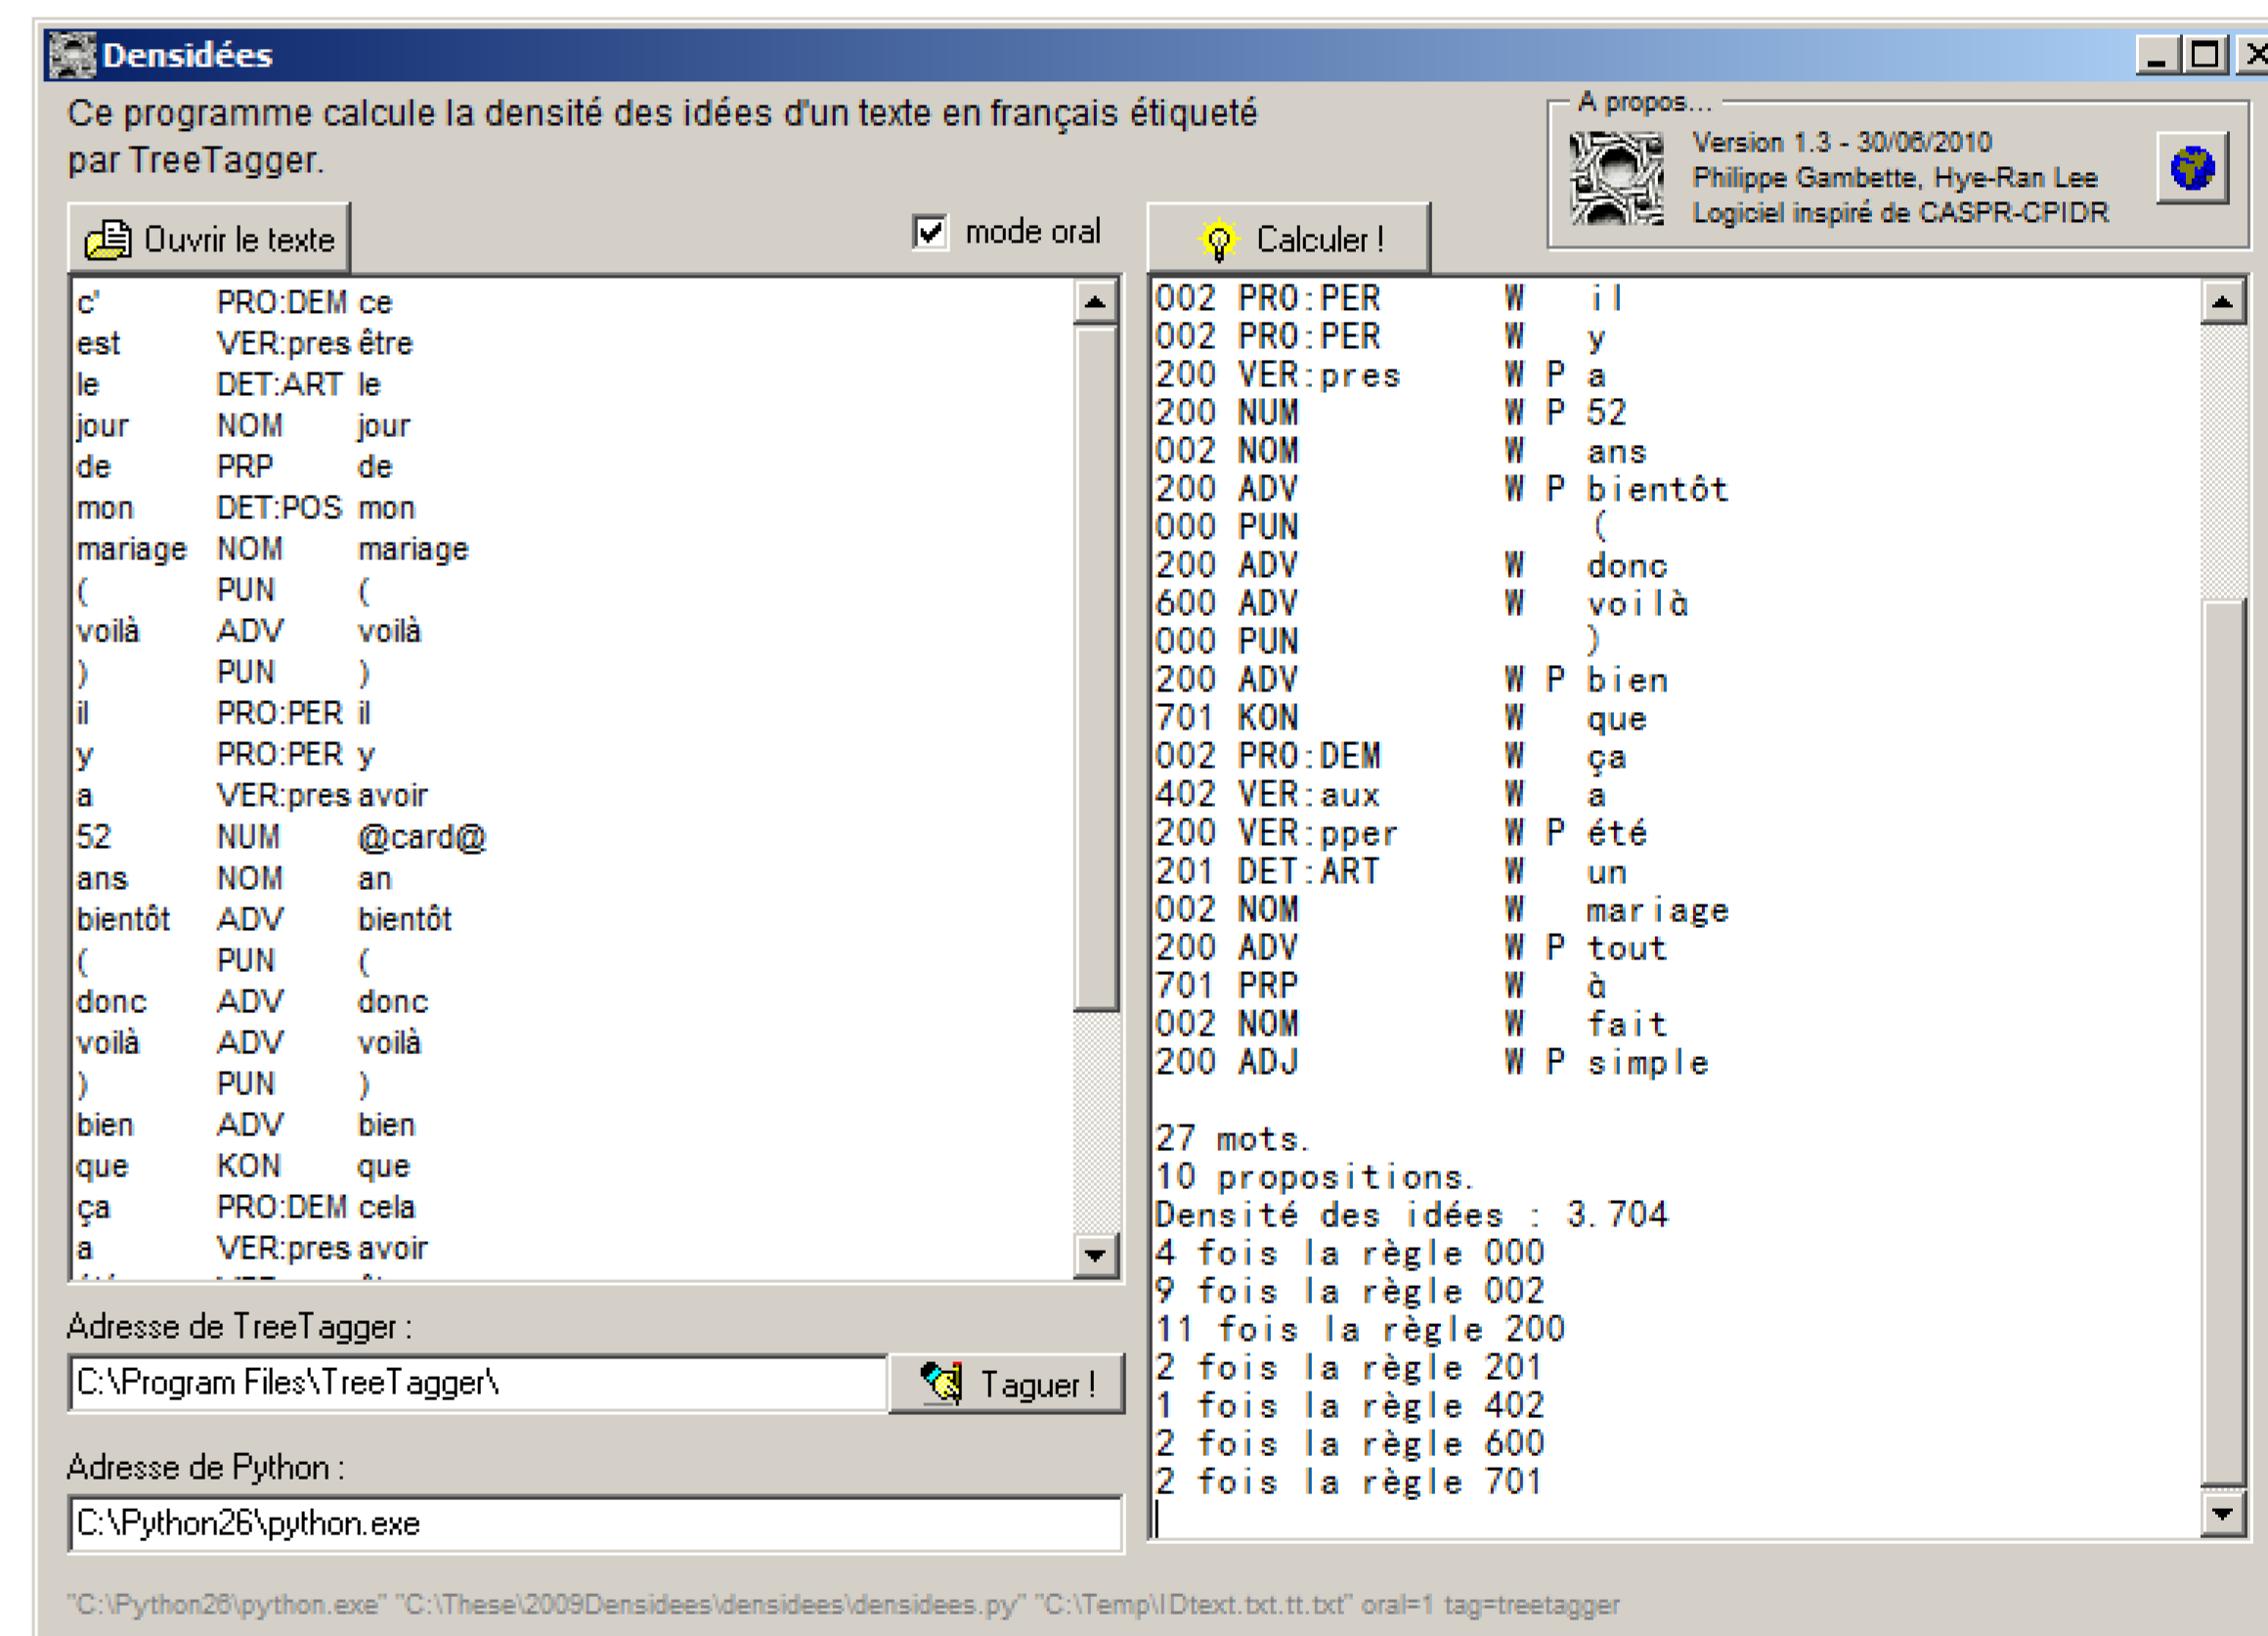 Densidées
Ce programme calcule la densité des idées d'un texte en français étiqueté
par TreeTagger.
A propos...
Version 1.3 - 30/06/2010
Philippe Gambette, Hye-Ran Lee
Logiciel inspiré de CASPR-CPIDR
Ouvrir le texte
mode oral
Calculer !
c' PRO:DEM ce
est VER:pres être
le DET:ART le
jour NOM jour
de PRP de
mon DET:POS mon
mariage NOM mariage
( PUN (
voilà ADV voilà
) PUN )
il PRO:PER il
y PRO:PER y
a VER:pres avoir
52 NUM @card@
ans NOM an
bientôt ADV bientôt
( PUN (
donc ADV donc
voilà ADV voilà
) PUN )
bien ADV bien
que KON que
ça PRO:DEM cela
a VER:pres avoir
002 PRO:PER W il
002 PRO:PER W y
200 VER:pres W P a
200 NUM W P 52
002 NOM W ans
200 ADV W P bientôt
000 PUN (
200 ADV W donc
600 ADV W voilà
000 PUN )
200 ADV W P bien
701 KON W que
002 PRO:DEM W ça
402 VER:aux W a
200 VER:pper W P été
201 DET:ART W un
002 NOM W mariage
200 ADV W P tout
701 PRP W à
002 NOM W fait
200 ADJ W P simple
27 mots.
10 propositions.
Densité des idées : 3.704
4 fois la règle 000
9 fois la règle 002
11 fois la règle 200
2 fois la règle 201
1 fois la règle 402
2 fois la règle 600
2 fois la règle 701
Adresse de TreeTagger :
C:\Program Files\TreeTagger\
Taguer !
Adresse de Python :
C:\Python26\python.exe
"C:\Python26\python.exe" "C:\These\2009Densidees\densidees\densidees.py" "C:\Temp\IDtext.txt.tt.txt" oral=1 tag=treetagger